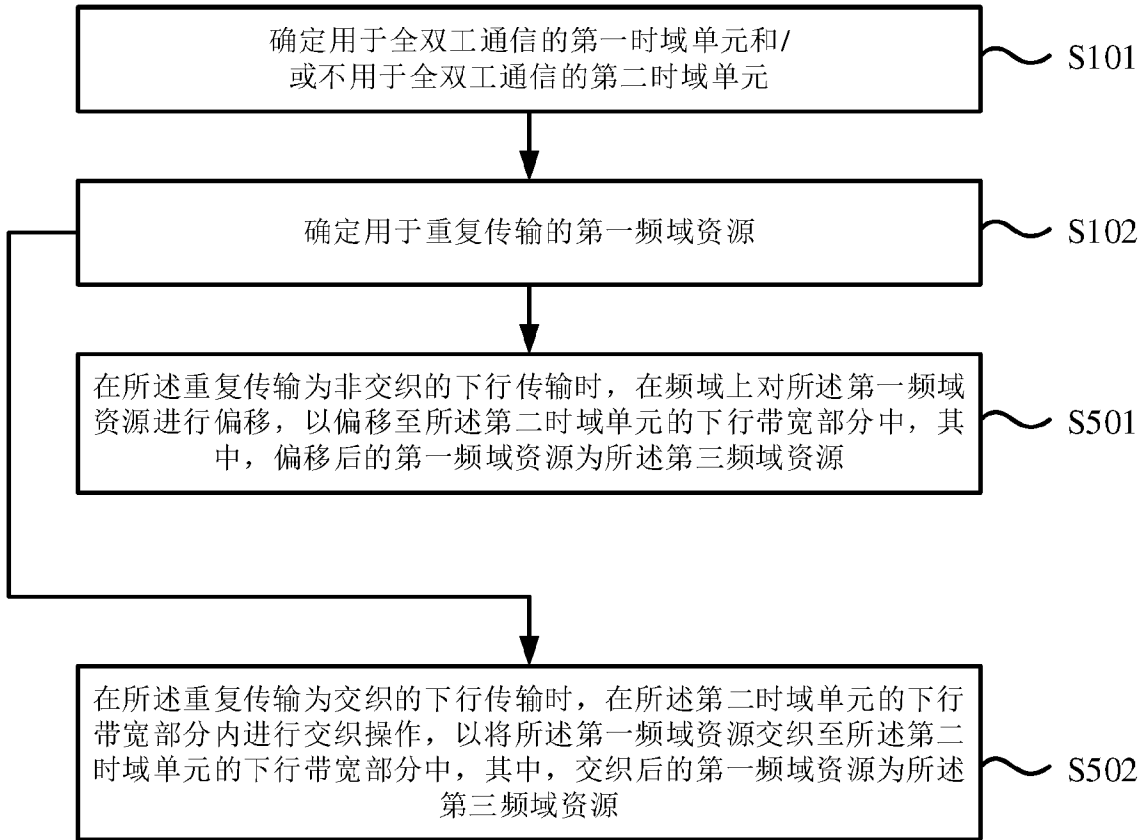 确定用于全双工通信的第一时域单元和/
或不用于全双工通信的第二时域单元
S101
确定用于重复传输的第一频域资源
S102
在所述重复传输为非交织的下行传输时，在频域上对所述第一频域
资源进行偏移，以偏移至所述第二时域单元的下行带宽部分中，其
中，偏移后的第一频域资源为所述第三频域资源
S501
在所述重复传输为交织的下行传输时，在所述第二时域单元的下行
带宽部分内进行交织操作，以将所述第一频域资源交织至所述第二
时域单元的下行带宽部分中，其中，交织后的第一频域资源为所述
第三频域资源
S502